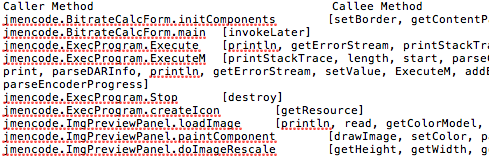 Caller Method Callee Method
jmencode.BitrateCalcForm.initComponents [setBorder, getContentP
jmencode.BitrateCalcForm.main [invokeLater]
jmencode.ExecProgram.Execute [println, getErrorStream, printStackTra
jmencode.ExecProgram.ExecuteM [printStackTrace, length, start, parseC
print, parseDARInfo, println, getErrorStream, setValue, ExecuteM, addE
parseEncoderProgress]
jmencode.ExecProgram.Stop [destroy]
jmencode.ExecProgram.createIcon [getResource]
jmencode.ImgPreviewPanel.loadImage [println, read, getColorModel,
jmencode.ImgPreviewPanel.paintComponent [drawImage, setColor, p
jmencode.ImgPreviewPanel.doImageRescale [getHeight, getWidth, g